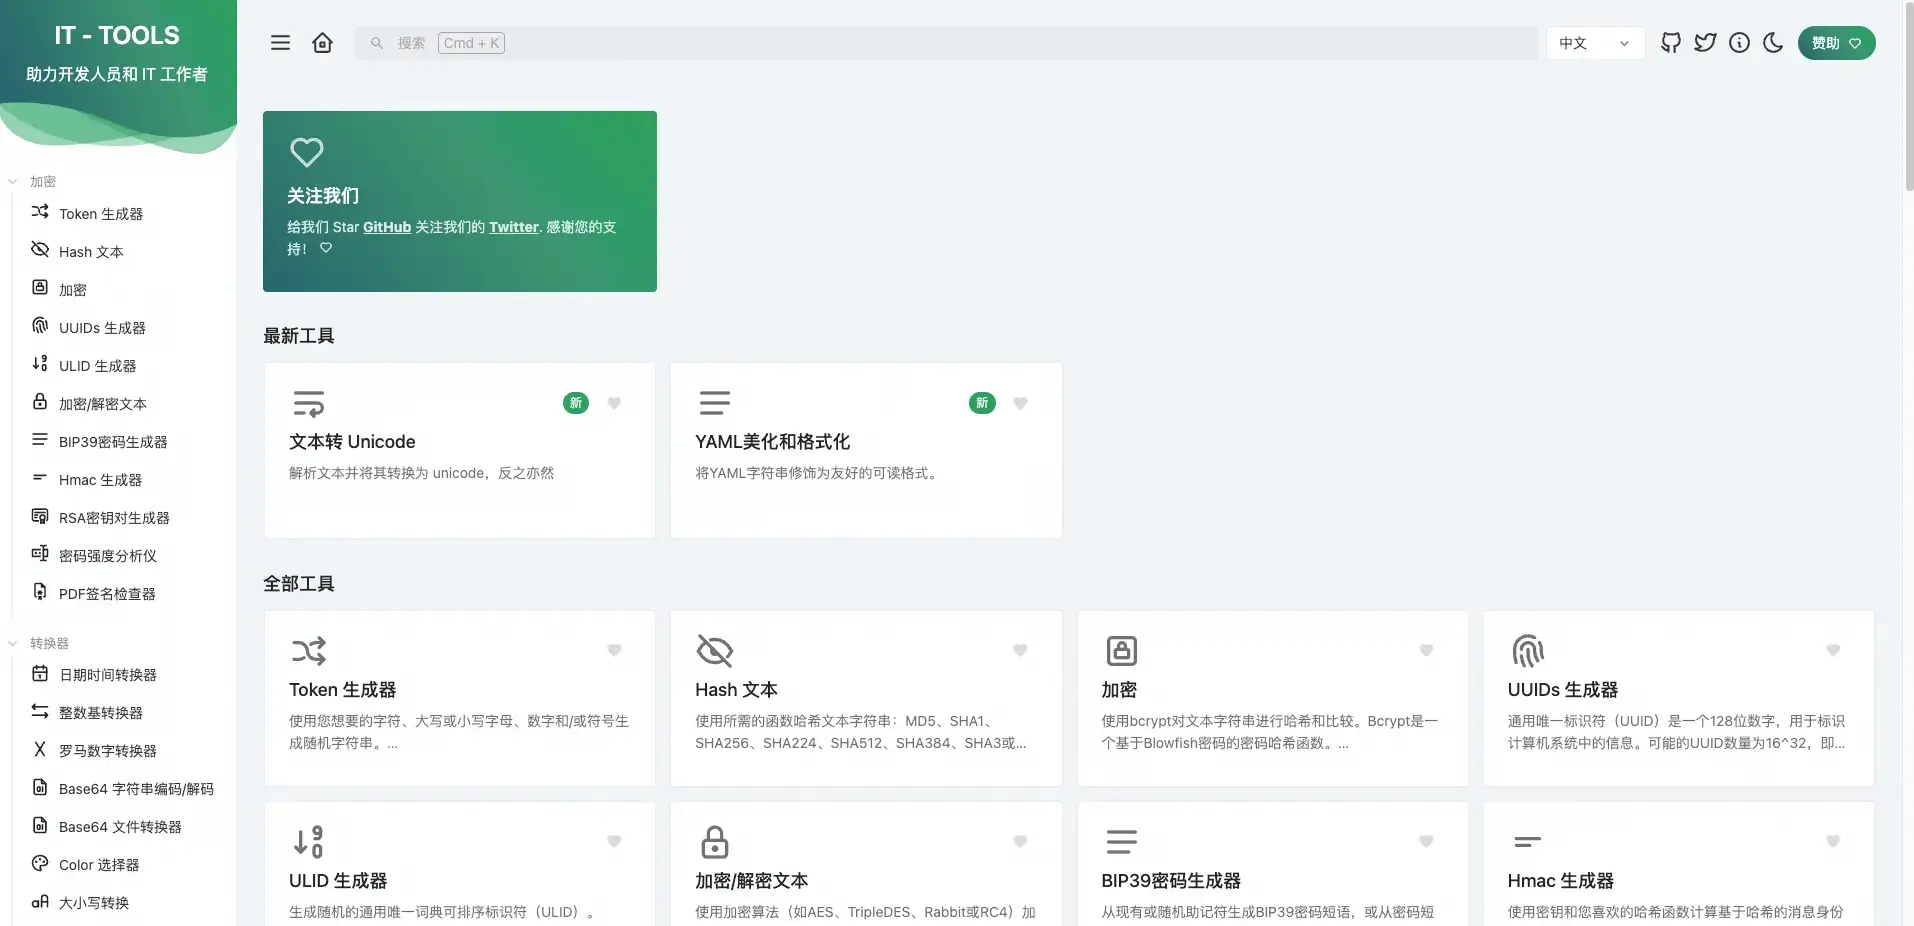 IT - TOOLS
助力开发人员和 IT 工作者
加密
Token 生成器
Hash 文本
加密
UUIDs 生成器
ULID 生成器
加密/解密文本
BIP39密码生成器
Hmac 生成器
RSA密钥对生成器
密码强度分析仪
PDF签名检查器
转换器
日期时间转换器
整数基转换器
罗马数字转换器
Base64 字符串编码/解码
Base64 文件转换器
Color 选择器
大小写转换
搜索 Cmd + K
中文
赞助
关注我们
给我们 Star GitHub 关注我们的 Twitter. 感谢您的支
持！
最新工具
新
文本转 Unicode
解析文本并将其转换为 unicode，反之亦然
新
YAML美化和格式化
将YAML字符串修饰为友好的可读格式。
全部工具
Token 生成器
使用您想要的字符、大写或小写字母、数字和/或符号生
成随机字符串。...
Hash 文本
使用所需的函数哈希文本字符串：MD5、SHA1、
SHA256、SHA224、SHA512、SHA384、SHA3或...
加密
使用bcrypt对文本字符串进行哈希和比较。Bcrypt是一
个基于Blowfish密码的密码哈希函数。...
UUIDs 生成器
通用唯一标识符（UUID）是一个128位数字，用于标识
计算机系统中的信息。可能的UUID数量为16^32，即...
ULID 生成器
生成随机的通用唯一词典可排序标识符（ULID）。
加密/解密文本
使用加密算法（如AES、TripleDES、Rabbit或RC4）加
BIP39密码生成器
从现有或随机助记符生成BIP39密码短语，或从密码短
Hmac 生成器
使用密钥和您喜欢的哈希函数计算基于哈希的消息身份